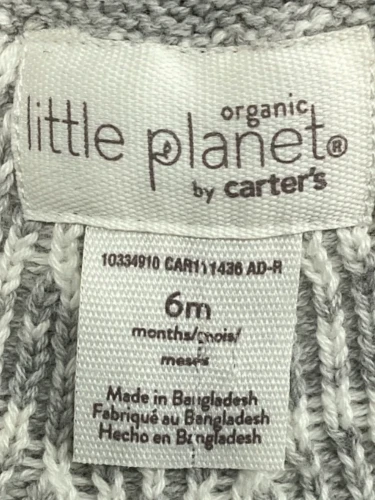 organic
little planet®
by carter's
10334910 CAR111436 AD-R
6m
months/mois/
meses
Made in Bangladesh
Fabriqué au Bangladesh
Hecho en Bangladesh